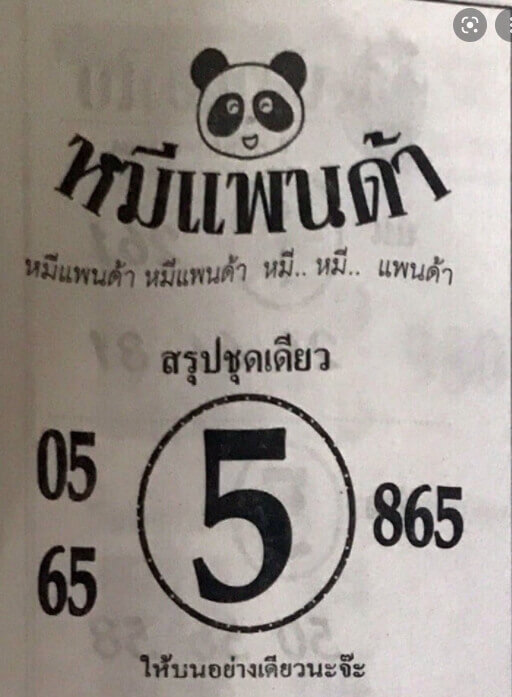 หมีแพนด้า
หมีแพนด้า หมีแพนด้า หมี.. หมี.. แพนด้า
สรุปชุดเดียว
05
65
5
865
ให้บนอย่างเดียวนะจ๊ะ